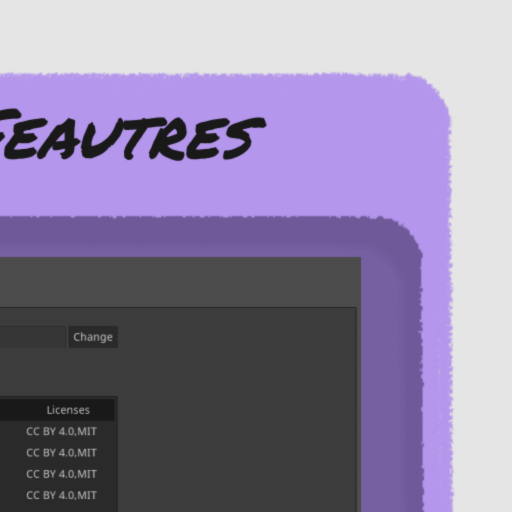 FEAUTRES
Change
Licenses
CC BY 4.0,MIT
CC BY 4.0,MIT
CC BY 4.0,MIT
CC BY 4.0,MIT